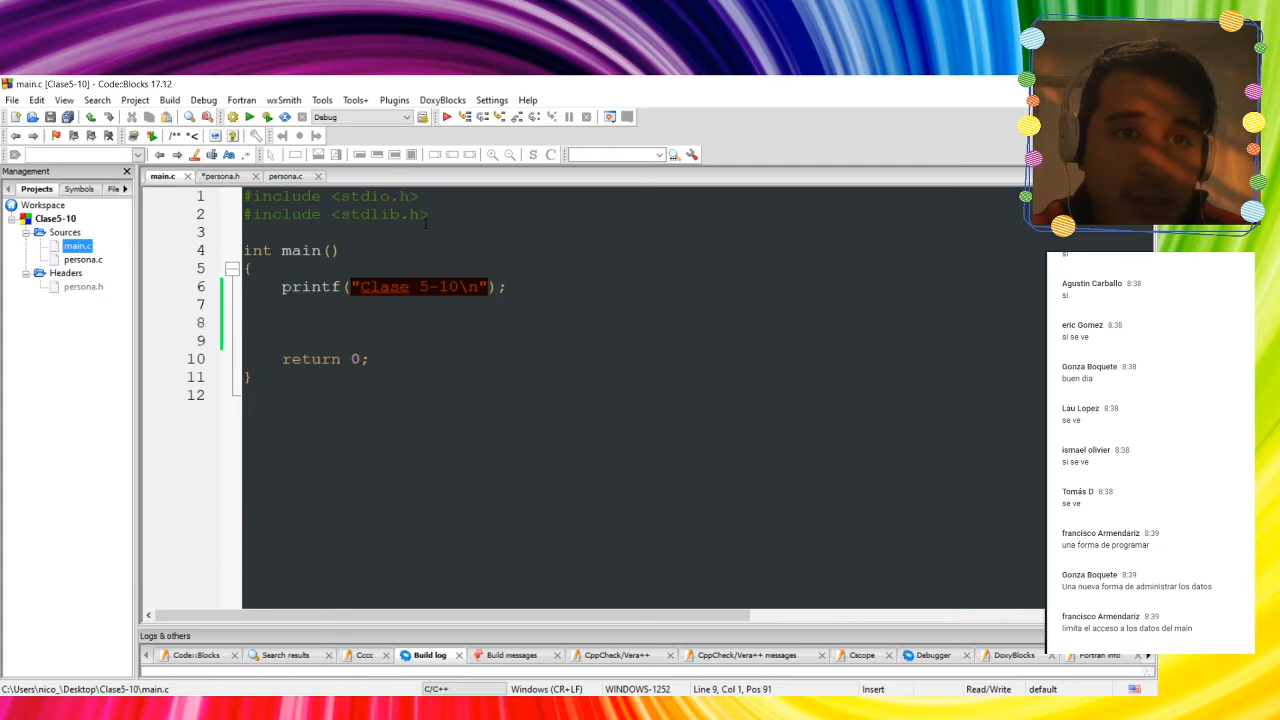 main.c [Clase5-10] - Code::Blocks 17.12
File Edit View Search Project Build Debug Fortran wxSmith Tools Tools+ Plugins DoxyBlocks Settings Help
Debug
/** *<
S C
Management
main.c *persona.h persona.c
Projects Symbols File
Workspace
Clase5-10
Sources
main.c
persona.c
Headers
persona.h
1 #include <stdio.h>
2 #include <stdlib.h>
3
4 int main()
5 {
6 printf("Clase 5-10\n");
7
8
9
10 return 0;
11 }
12
si
Agustin Carballo 8:38
si
eric Gomez 8:38
si se ve
Gonza Boquete 8:38
buen dia
Lau Lopez 8:38
se ve
ismael olivier 8:38
si se ve
Tomás D 8:38
se ve
francisco Armendariz 8:39
una forma de programar
Gonza Boquete 8:39
Una nueva forma de administrar los datos
francisco Armendariz 8:39
limita el acceso a los datos del main
Logs & others
Code::Blocks Search results Cccc Build log Build messages CppCheck/Vera++ CppCheck/Vera++ messages Cscope Debugger DoxyBlocks Fortran info
C:\Users\nico_\Desktop\Clase5-10\main.c C/C++ Windows (CR+LF) WINDOWS-1252 Line 9, Col 1, Pos 91 Insert Read/Write default